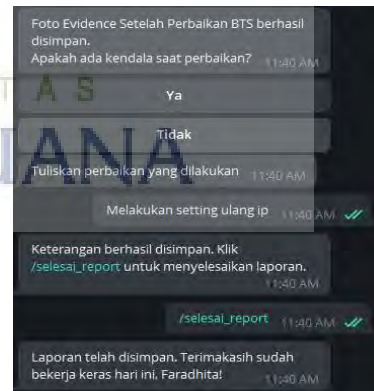 Foto Evidence Setelah Perbaikan BTS berhasil
disimpan.
Apakah ada kendala saat perbaikan? 11:40 AM
Ya
Tidak
Tuliskan perbaikan yang dilakukan 11:40 AM
Melakukan setting ulang ip 11:40 AM
Keterangan berhasil disimpan. Klik
/selesai_report untuk menyelesaikan laporan.
11:40 AM
/selesai_report 11:40 AM
Laporan telah disimpan. Terimakasih sudah
bekerja keras hari ini, Faradhita! 11:40 AM
T A S
IANA